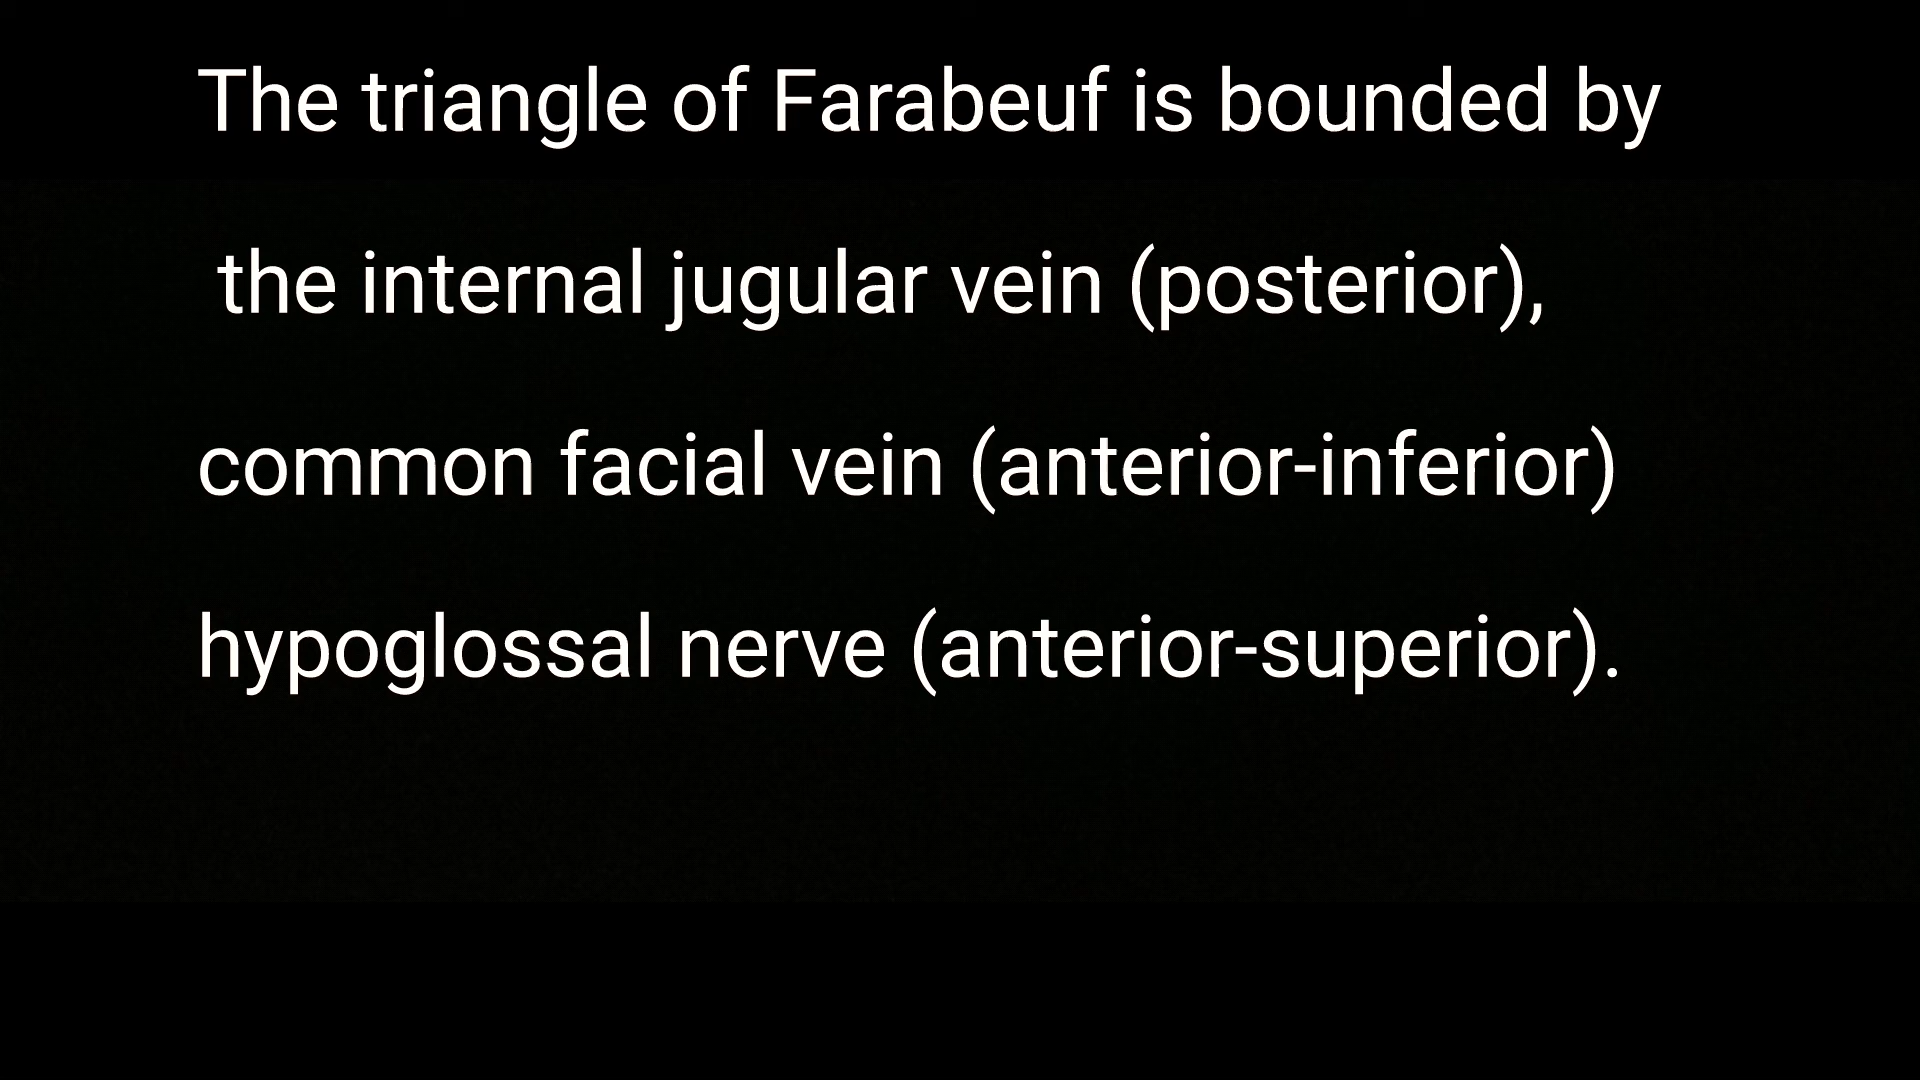 The triangle of Farabeuf is bounded by
the internal jugular vein (posterior),
common facial vein (anterior-inferior)
hypoglossal nerve (anterior-superior).